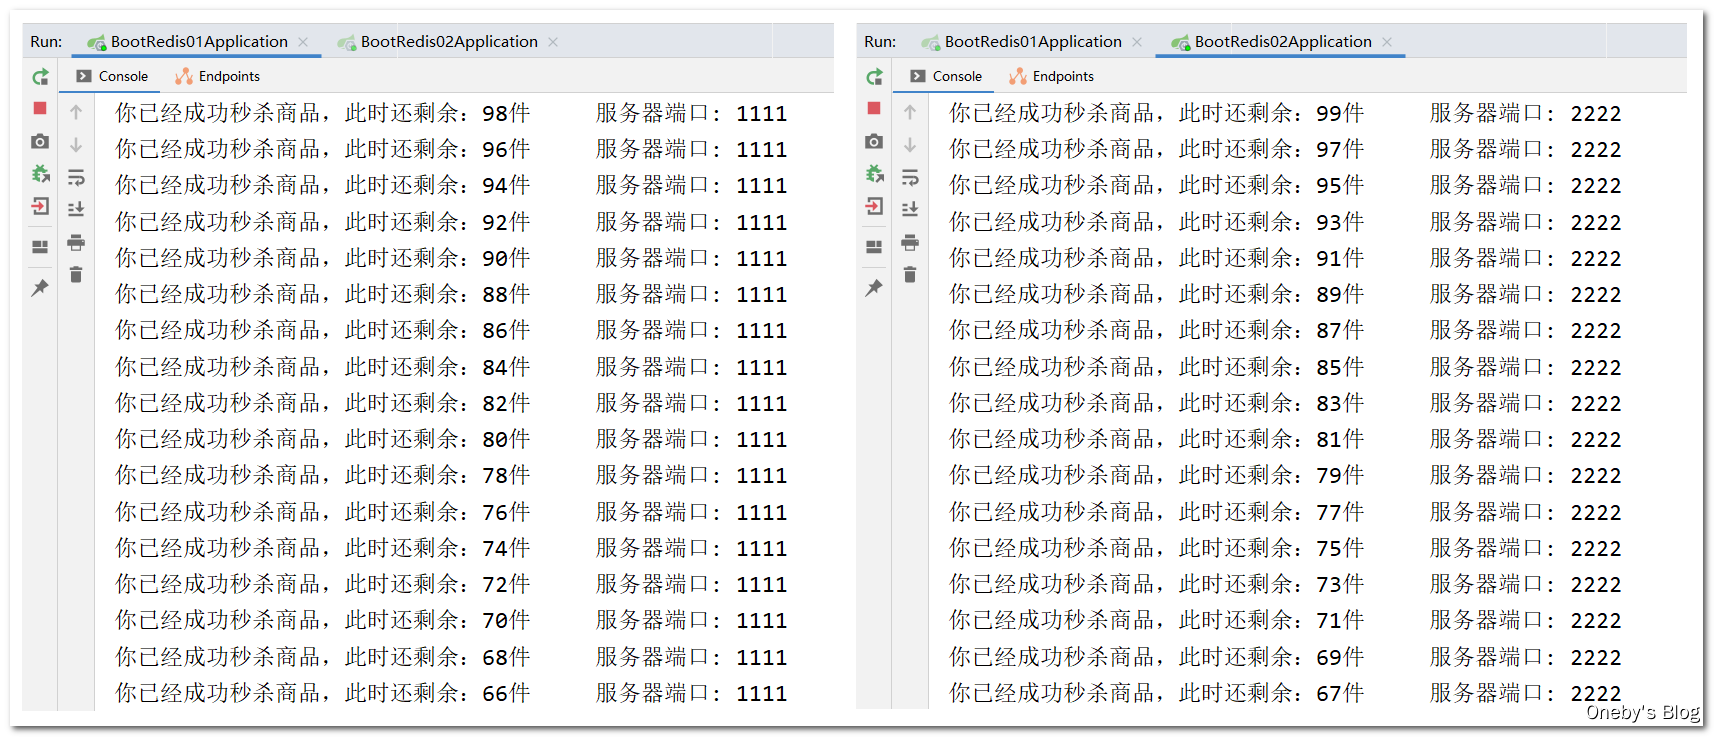 Run: BootRedis01Application × BootRedis02Application ×
Console Endpoints
你已经成功秒杀商品，此时还剩余：98件 服务器端口: 1111
你已经成功秒杀商品，此时还剩余：96件 服务器端口: 1111
你已经成功秒杀商品，此时还剩余：94件 服务器端口: 1111
你已经成功秒杀商品，此时还剩余：92件 服务器端口: 1111
你已经成功秒杀商品，此时还剩余：90件 服务器端口: 1111
你已经成功秒杀商品，此时还剩余：88件 服务器端口: 1111
你已经成功秒杀商品，此时还剩余：86件 服务器端口: 1111
你已经成功秒杀商品，此时还剩余：84件 服务器端口: 1111
你已经成功秒杀商品，此时还剩余：82件 服务器端口: 1111
你已经成功秒杀商品，此时还剩余：80件 服务器端口: 1111
你已经成功秒杀商品，此时还剩余：78件 服务器端口: 1111
你已经成功秒杀商品，此时还剩余：76件 服务器端口: 1111
你已经成功秒杀商品，此时还剩余：74件 服务器端口: 1111
你已经成功秒杀商品，此时还剩余：72件 服务器端口: 1111
你已经成功秒杀商品，此时还剩余：70件 服务器端口: 1111
你已经成功秒杀商品，此时还剩余：68件 服务器端口: 1111
你已经成功秒杀商品，此时还剩余：66件 服务器端口: 1111
Run: BootRedis01Application × BootRedis02Application ×
Console Endpoints
你已经成功秒杀商品，此时还剩余：99件 服务器端口: 2222
你已经成功秒杀商品，此时还剩余：97件 服务器端口: 2222
你已经成功秒杀商品，此时还剩余：95件 服务器端口: 2222
你已经成功秒杀商品，此时还剩余：93件 服务器端口: 2222
你已经成功秒杀商品，此时还剩余：91件 服务器端口: 2222
你已经成功秒杀商品，此时还剩余：89件 服务器端口: 2222
你已经成功秒杀商品，此时还剩余：87件 服务器端口: 2222
你已经成功秒杀商品，此时还剩余：85件 服务器端口: 2222
你已经成功秒杀商品，此时还剩余：83件 服务器端口: 2222
你已经成功秒杀商品，此时还剩余：81件 服务器端口: 2222
你已经成功秒杀商品，此时还剩余：79件 服务器端口: 2222
你已经成功秒杀商品，此时还剩余：77件 服务器端口: 2222
你已经成功秒杀商品，此时还剩余：75件 服务器端口: 2222
你已经成功秒杀商品，此时还剩余：73件 服务器端口: 2222
你已经成功秒杀商品，此时还剩余：71件 服务器端口: 2222
你已经成功秒杀商品，此时还剩余：69件 服务器端口: 2222
你已经成功秒杀商品，此时还剩余：67件 服务器端口: 2222
Oneby's Blog